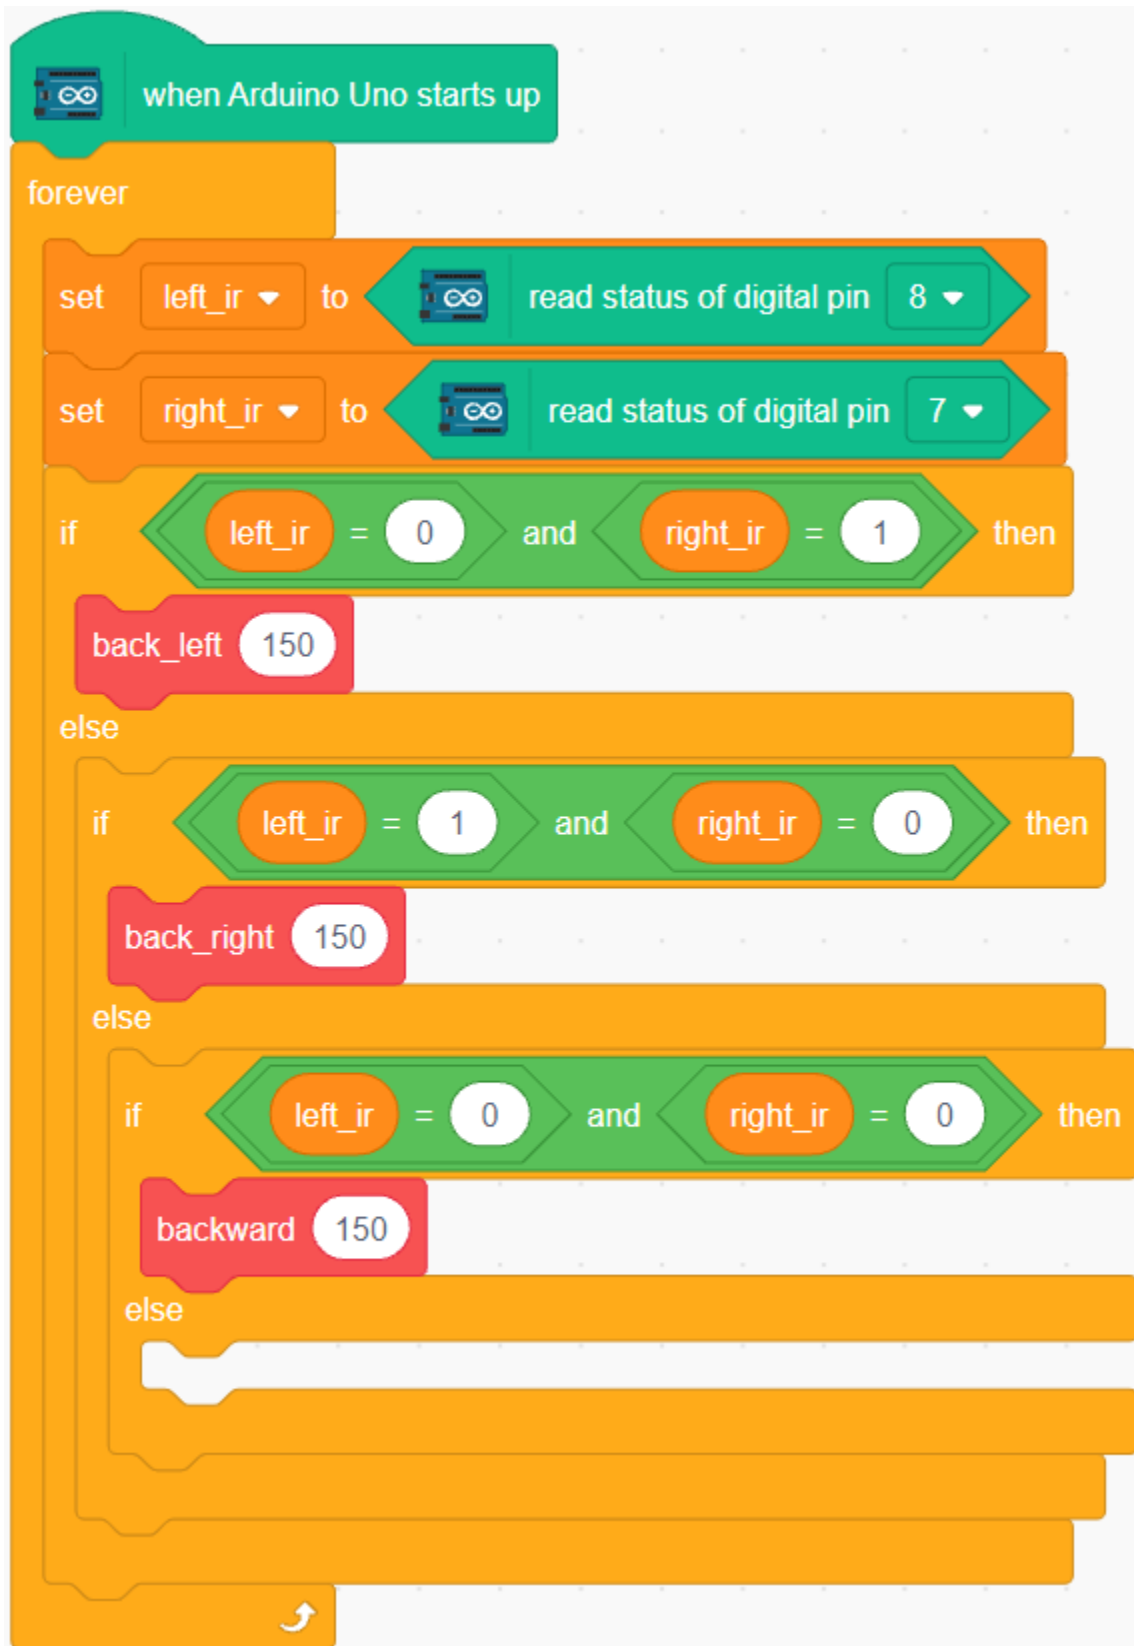 when Arduino Uno starts up
forever
set left_ir to read status of digital pin 8
set right_ir to read status of digital pin 7
if left_ir = 0 and right_ir = 1 then
back_left 150
else
if left_ir = 1 and right_ir = 0 then
back_right 150
else
if left_ir = 0 and right_ir = 0 then
backward 150
else